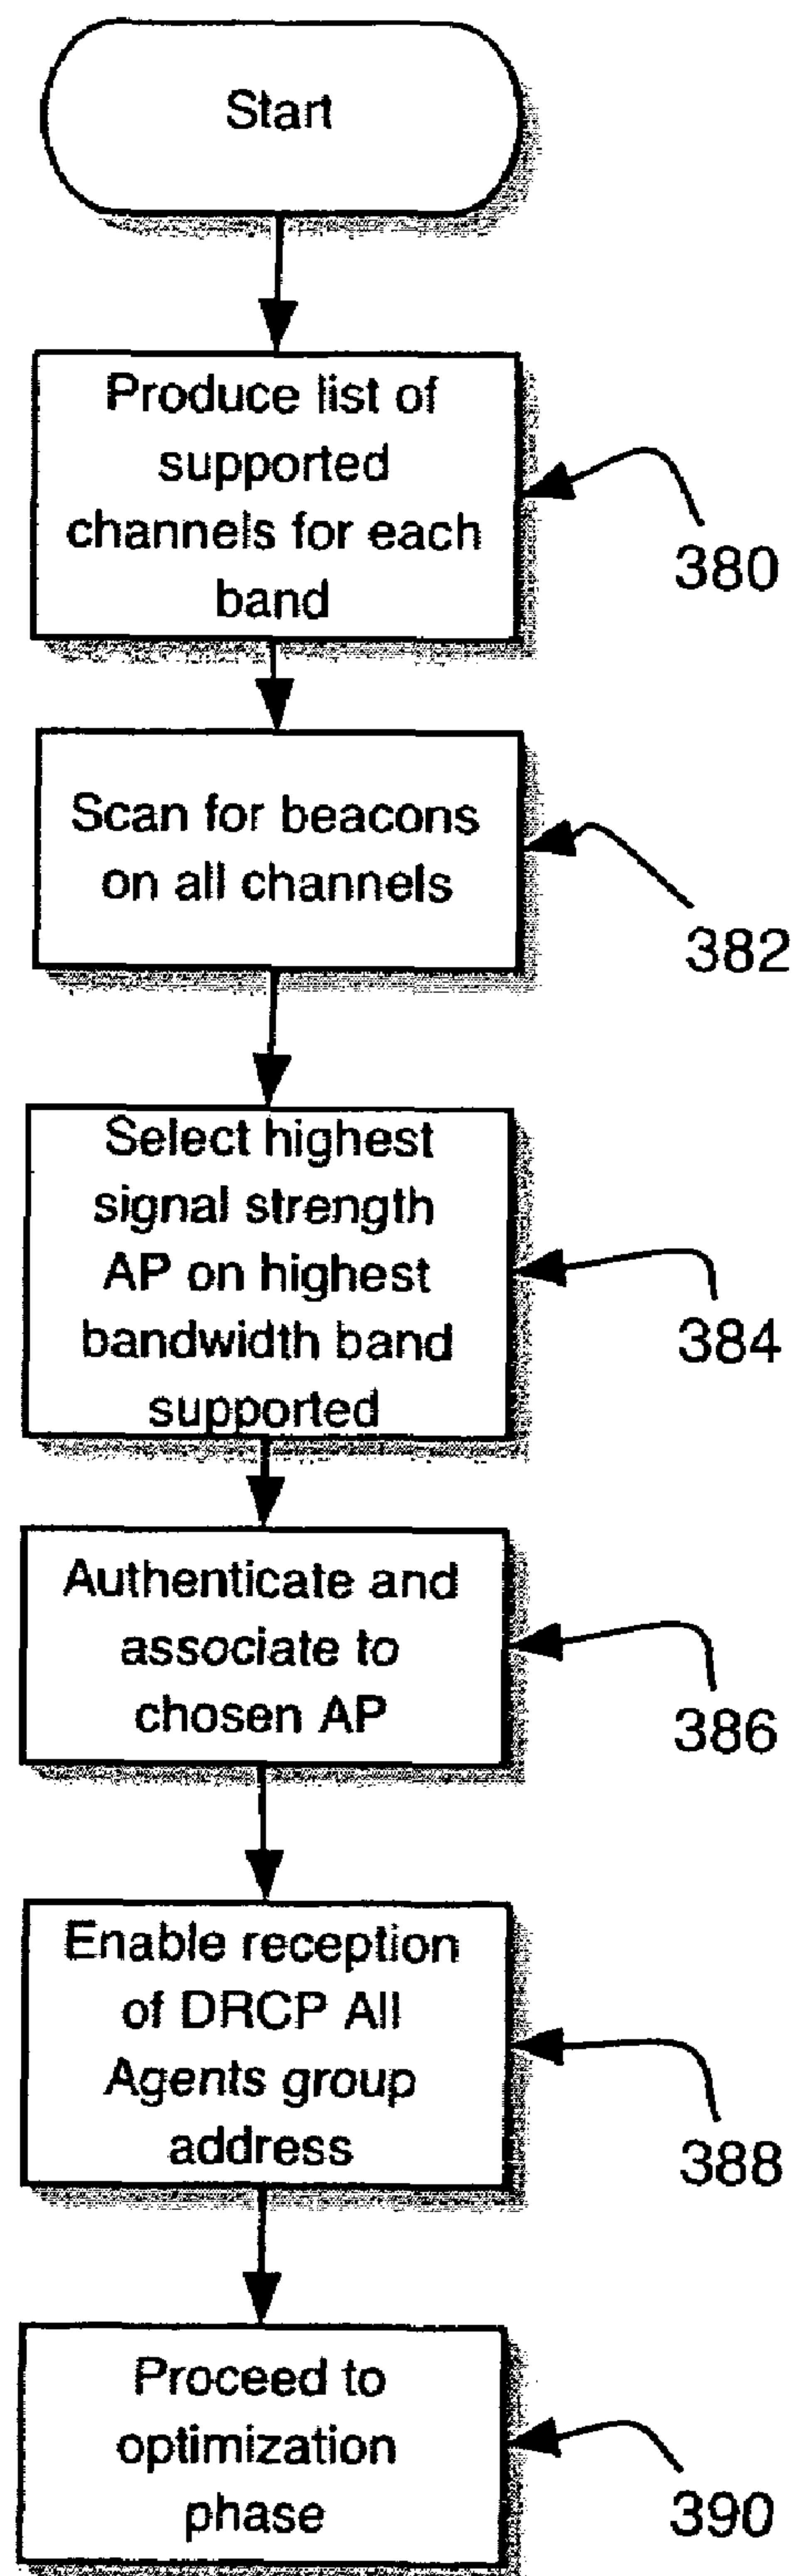 Start
Produce list of
supported
channels for each
band
380
Scan for beacons
on all channels
382
Select highest
signal strength
AP on highest
bandwidth band
supported
384
Authenticate and
associate to
chosen AP
386
Enable reception
of DRCP All
Agents group
address
388
Proceed to
optimization
phase
390